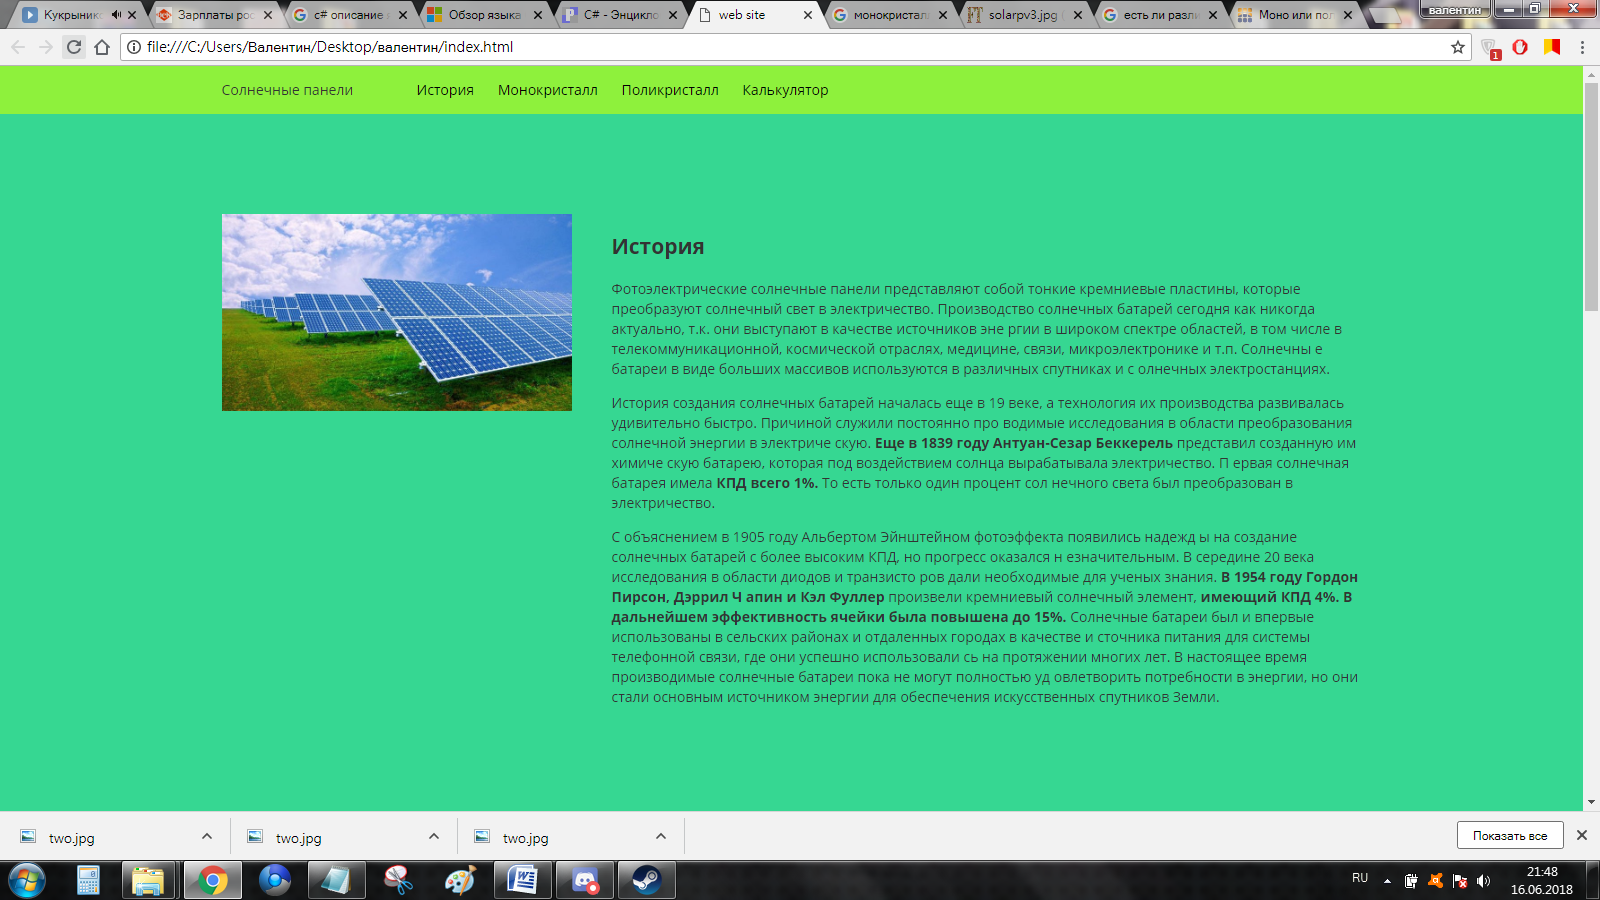 Кукрыник
Зарплаты рос
c# описание я
Обзор языка
C# - Энцикло
web site
монокристал
solarpv3.jpg (
есть ли разли
Моно или пол
валентин
file:///C:/Users/Валентин/Desktop/валентин/index.html
1
Солнечные панели
История
Монокристалл
Поликристалл
Калькулятор
История
Фотоэлектрические солнечные панели представляют собой тонкие кремниевые пластины, которые
преобразуют солнечный свет в электричество. Производство солнечных батарей сегодня как никогда
актуально, т.к. они выступают в качестве источников эне ргии в широком спектре областей, в том числе в
телекоммуникационной, космической отраслях, медицине, связи, микроэлектронике и т.п. Солнечны е
батареи в виде больших массивов используются в различных спутниках и с олнечных электростанциях.
История создания солнечных батарей началась еще в 19 веке, а технология их производства развивалась
удивительно быстро. Причиной служили постоянно про водимые исследования в области преобразования
солнечной энергии в электриче скую. Еще в 1839 году Антуан-Сезар Беккерель представил созданную им
химиче скую батарею, которая под воздействием солнца вырабатывала электричество. П ервая солнечная
батарея имела КПД всего 1%. То есть только один процент сол нечного света был преобразован в
электричество.
С объяснением в 1905 году Альбертом Эйнштейном фотоэффекта появились надежд ы на создание
солнечных батарей с более высоким КПД, но прогресс оказался н езначительным. В середине 20 века
исследования в области диодов и транзисто ров дали необходимые для ученых знания. В 1954 году Гордон
Пирсон, Дэррил Ч апин и Кэл Фуллер произвели кремниевый солнечный элемент, имеющий КПД 4%. В
дальнейшем эффективность ячейки была повышена до 15%. Солнечные батареи был и впервые
использованы в сельских районах и отдаленных городах в качестве и сточника питания для системы
телефонной связи, где они успешно использовали сь на протяжении многих лет. В настоящее время
производимые солнечные батареи пока не могут полностью уд овлетворить потребности в энергии, но они
стали основным источником энергии для обеспечения искусственных спутников Земли.
two.jpg
two.jpg
two.jpg
Показать все
RU
21:48
16.06.2018